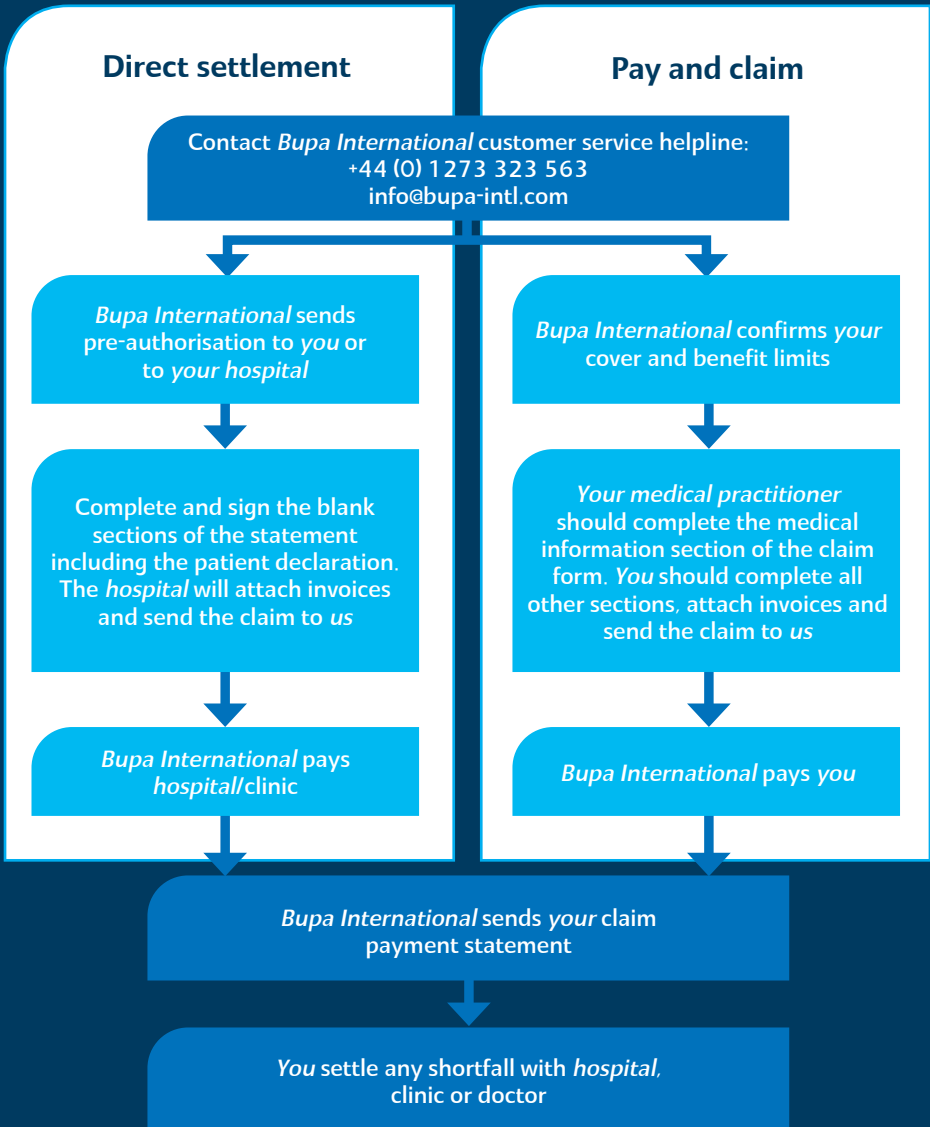 Direct settlement
Pay and claim
Contact Bupa International customer service helpline:
+44 (0) 1273 323 563
info@bupa-intl.com
Bupa International sends
pre-authorisation to you or
to your hospital
Bupa International confirms your
cover and benefit limits
Complete and sign the blank
sections of the statement
including the patient declaration.
The hospital will attach invoices
and send the claim to us
Your medical practitioner
should complete the medical
information section of the claim
form. You should complete all
other sections, attach invoices and
send the claim to us
Bupa International pays
hospital/clinic
Bupa International pays you
Bupa International sends your claim
payment statement
You settle any shortfall with hospital,
clinic or doctor